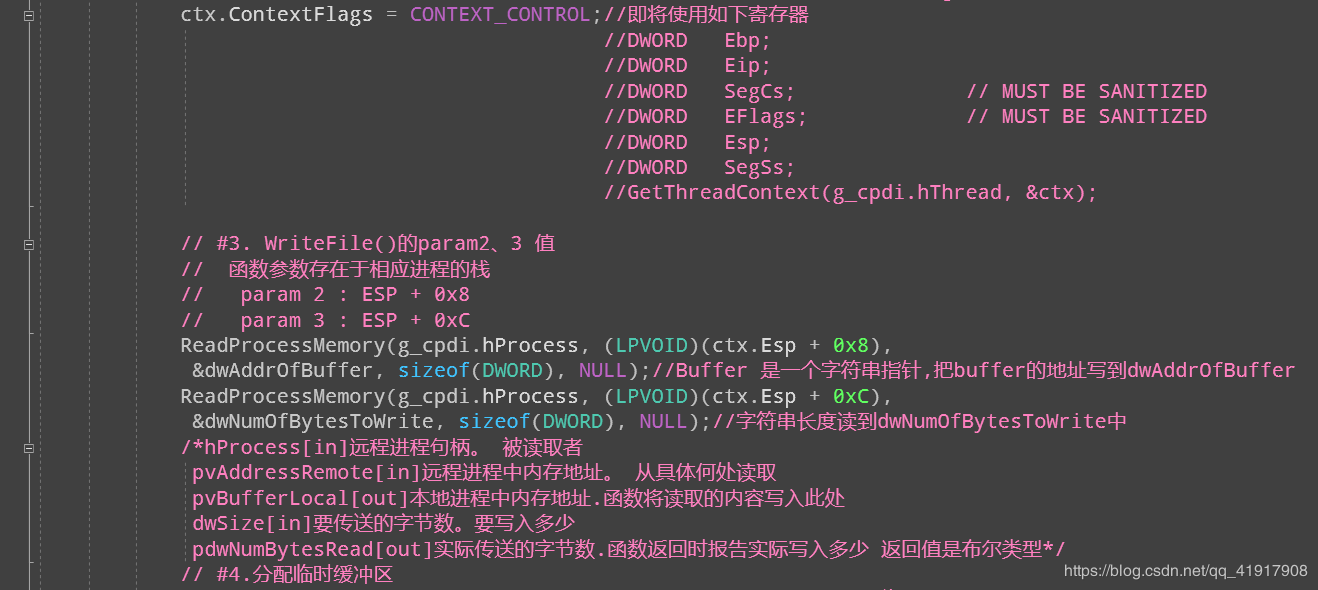 ctx.ContextFlags = CONTEXT_CONTROL;//即将使用如下寄存器
//DWORD   Ebp;
//DWORD   Eip;
//DWORD   SegCs;              // MUST BE SANITIZED
//DWORD   EFlags;             // MUST BE SANITIZED
//DWORD   Esp;
//DWORD   SegSs;
//GetThreadContext(g_cpdi.hThread, &ctx);
// #3. WriteFile()的param2、3 值
//  函数参数存在于相应进程的栈
//   param 2 : ESP + 0x8
//   param 3 : ESP + 0xC
ReadProcessMemory(g_cpdi.hProcess, (LPVOID)(ctx.Esp + 0x8),
&dwAddrOfBuffer, sizeof(DWORD), NULL);//Buffer 是一个字符串指针,把buffer的地址写到dwAddrOfBuffer
ReadProcessMemory(g_cpdi.hProcess, (LPVOID)(ctx.Esp + 0xC),
&dwNumOfBytesToWrite, sizeof(DWORD), NULL);//字符串长度读到dwNumOfBytesToWrite中
/*hProcess[in]远程进程句柄。 被读取者
pvAddressRemote[in]远程进程中内存地址。 从具体何处读取
pvBufferLocal[out]本地进程中内存地址.函数将读取的内容写入此处
dwSize[in]要传送的字节数。要写入多少
pdwNumBytesRead[out]实际传送的字节数.函数返回时报告实际写入多少 返回值是布尔类型*/
// #4.分配临时缓冲区
https://blog.csdn.net/qq_41917908